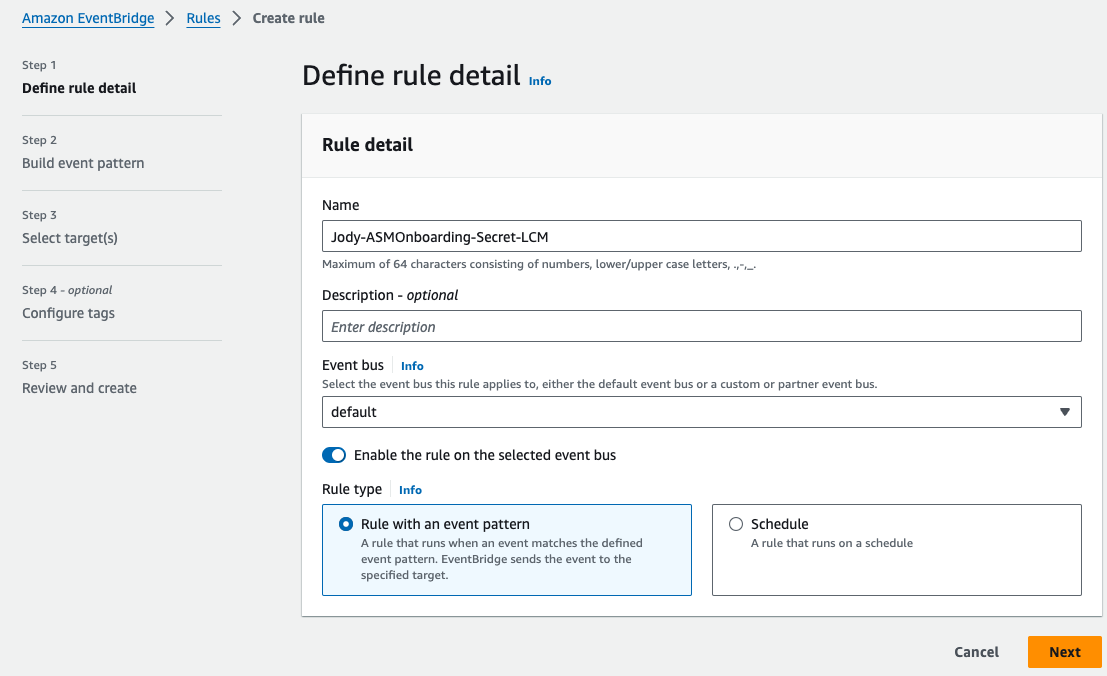 Amazon EventBridge > Rules > Create rule
Step 1
Define rule detail
Step 2
Build event pattern
Step 3
Select target(s)
Step 4 - optional
Configure tags
Step 5
Review and create
Define rule detail Info
Rule detail
Name
Jody-ASMOnboarding-Secret-LCM
Maximum of 64 characters consisting of numbers, lower/upper case letters, .,-,_.
Description - optional
Enter description
Event bus Info
Select the event bus this rule applies to, either the default event bus or a custom or partner event bus.
default
Enable the rule on the selected event bus
Rule type Info
Rule with an event pattern
A rule that runs when an event matches the defined
event pattern. EventBridge sends the event to the
specified target.
Schedule
A rule that runs on a schedule
Cancel Next